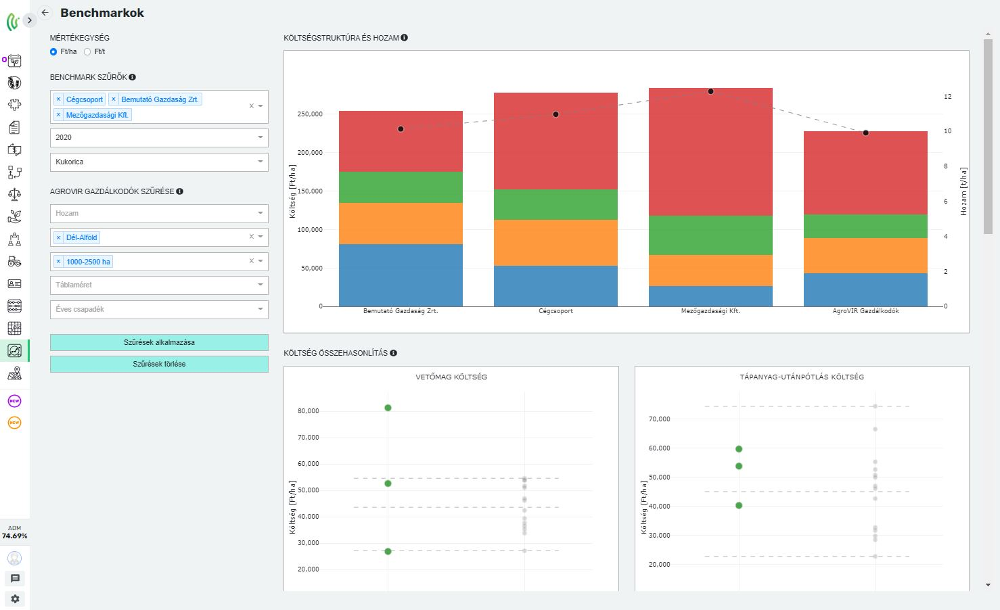 Benchmarkok
MÉRTÉKEGYSÉG
Ft/ha Ft/t
BENCHMARK SZŰRŐK
× Cégcsoport × Bemutató Gazdaság Zrt.
× Mezőgazdasági Kft.
2020
Kukorica
AGROVIR GAZDÁLKODÓK SZŰRÉSE
Hozam
× Dél-Alföld
× 1000-2500 ha
Táblaméret
Éves csapadék
Szűrések alkalmazása
Szűrések törlése
NEW
NEW
ADM
74.69%
KÖLTSÉGSTRUKTÚRA ÉS HOZAM
Költség [Ft/ha]
250,000
200,000
150,000
100,000
50,000
0
12
10
8
6
4
2
0
Hozam [t/ha]
Bemutató Gazdaság Zrt.
Cégcsoport
Mezőgazdasági Kft.
AgroVIR Gazdálkodók
KÖLTSÉG ÖSSZEHASONLÍTÁS
VETŐMAG KÖLTSÉG
Költség [Ft/ha]
80,000
70,000
60,000
50,000
40,000
30,000
20,000
TÁPANYAG-UTÁNPÓTLÁS KÖLTSÉG
Költség [Ft/ha]
70,000
60,000
50,000
40,000
30,000
20,000